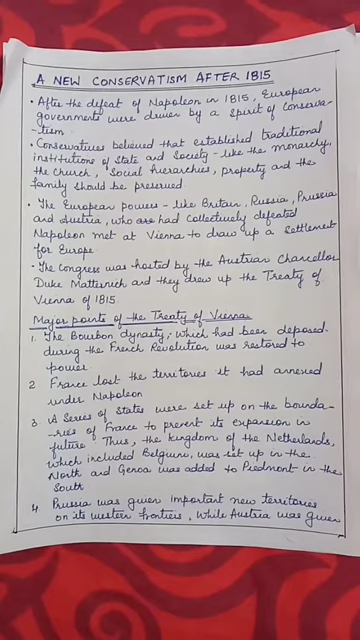 A NEW CONSERVATISM AFTER 1815
• After the defeat of Napoleon in 1815, European
governments were driven by a spirit of Conserva-
-tism
• Conservatives believed that established traditional
institutions of State and Society - like the monarchy,
the Church, Social hierarchies, property and the
family should be preserved
• The European powers - like Britain, Russia, Prussia
and Austria, who are had collectively defeated
Napoleon met at Vienna to draw up a settlement
for Europe
• The Congress was hosted by the Austrian Chancellor
Duke Matternich and they drew up the Treaty of
Vienna of 1815
Major points of the Treaty of Vienna
1. The Bourbon dynasty, which had been deposed
during the French Revolution was restored to
power
2 France lost the territories it had annexed
under Napoleon
3 A Series of States were set up on the bounda-
-ries of France to prevent its expansion in
future Thus, the kingdom of the Netherlands,
which included Belguim, was set up in the
North and Genoa was added to Piedmont in the
South
4 Prussia was given important new territories
on its western frontiers, while Austria was given